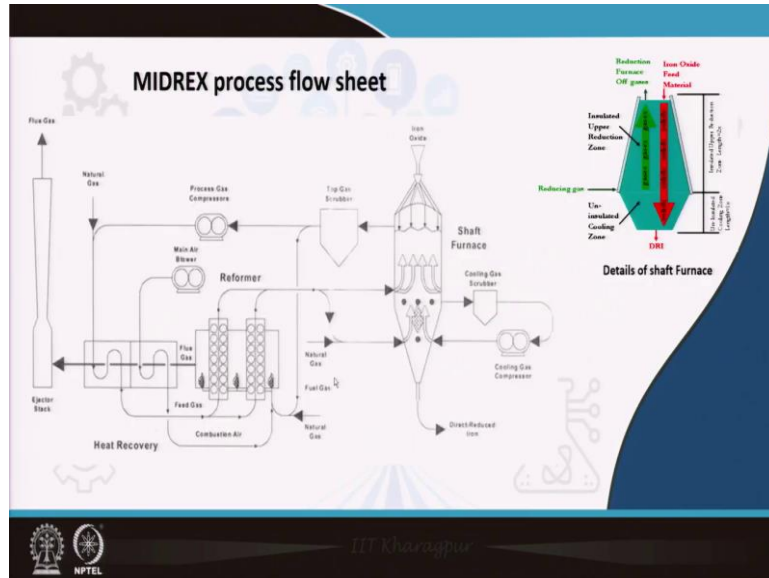 MIDREX process flow sheet
Flue Gas
Natural
Gas
Process Gas
Compressors
Main Air
Blower
Reformer
Top Gas
Scrubber
Iron
Oxide
Shaft
Furnace
Cooling Gas
Scrubber
Cooling Gas
Compressor
Natural
Gas
Fuel Gas
Natural
Gas
Direct Reduced
Iron
Flue
Gas
Feed Gas
Combustion Air
Ejector
Stack
Heat Recovery
Reduction
Furnace
Off gases
Iron Oxide
Feed
Material
Insulated
Upper
Reduction
Zone
Reducing gas
Un-
insulated
Cooling
Zone
DRI
Insulated Upper Reduction
Details of shaft Furnace
IIT Kharagpur
NPTEL